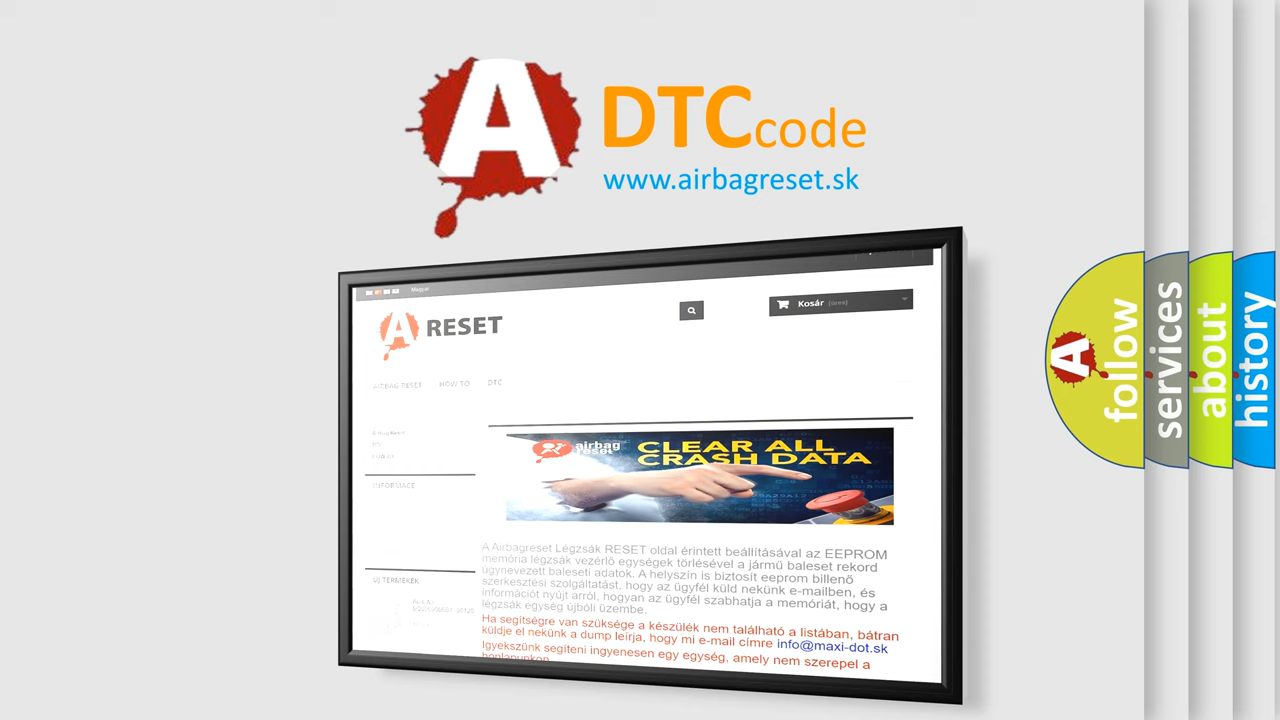 A
DTCcode
www.airbagreset.sk
Magyar
A RESET
Kosár (üres)
AIRBAG RESET HOW TO DTC
INFORMACE
airbag
reset
CLEAR ALL
CRASH DATA
A Airbagreset Légzsák RESET oldal érintett beállításával az EEPROM
memória légzsák vezérlő egységek törlésével a jármű baleset rekord
úgynevezett baleseti adatok. A helyszín is biztosít eeprom billenő
szerkesztési szolgáltatást, hogy az ügyfél küld nekünk e-mailben, és
információt nyújt arról, hogyan az ügyfél szabhatja a memóriát, hogy a
légzsák egység újbóli üzembe.
Ha segítségre van szüksége a készülék nem található a listában, bátran
küldje el nekünk a dump leírja, hogy mi e-mail címre info@maxi-dot.sk
Igyekszünk segíteni ingyenesen egy egység, amely nem szerepel a
honlapunkon
ÚJ TERMÉKEK
A
follow
services
about
history